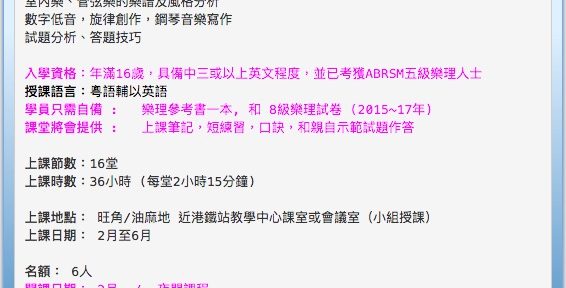 室內樂、管弦樂的樂譜及風格分析
數字低音，旋律創作，鋼琴音樂寫作
試題分析、答題技巧
入學資格：年滿16歲，具備中三或以上英文程度，並已考獲ABRSM五級樂理人士
授課語言：粵語輔以英語
學員只需自備 ： 樂理參考書一本, 和 8級樂理試卷 (2015~17年)
課堂將會提供 ： 上課筆記，短練習，口訣，和親自示範試題作答
上課節數：16堂
上課時數：36小時 (每堂2小時15分鐘)
上課地點： 旺角/油麻地 近港鐵站教學中心課室或會議室（小組授課）
上課日期： 2月至6月
名額： 6人